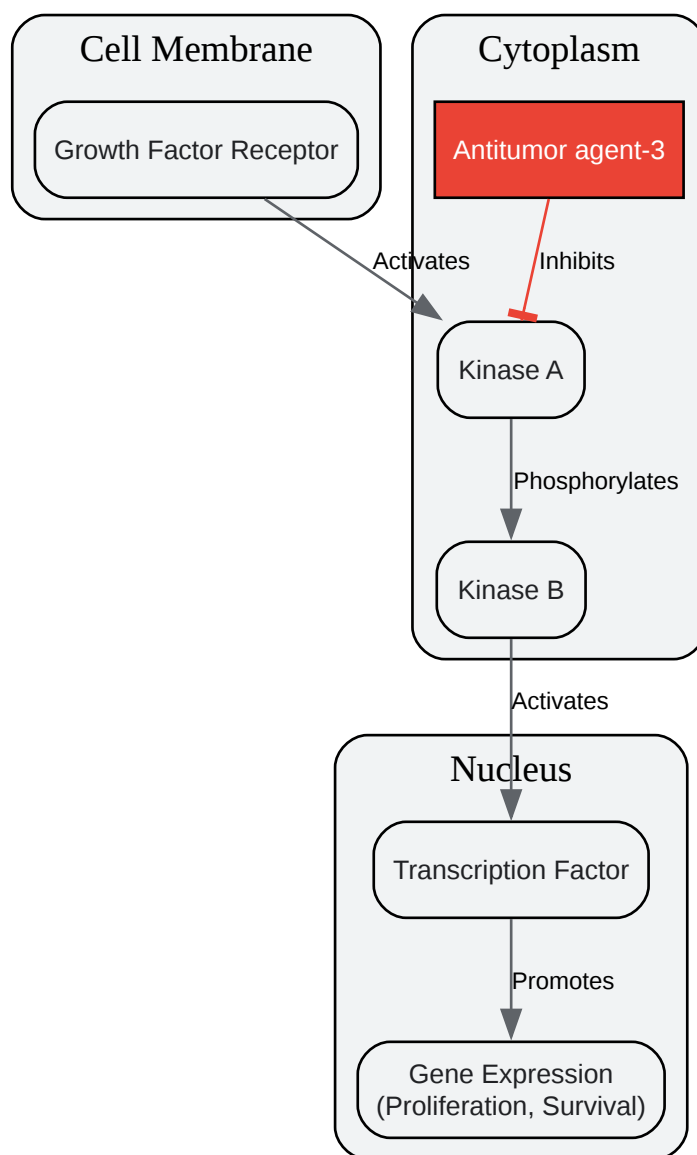 Cell Membrane
Growth Factor Receptor
Cytoplasm
Antitumor agent-3
Activates
Inhibits
Kinase A
Phosphorylates
Kinase B
Activates
Nucleus
Transcription Factor
Promotes
Gene Expression
(Proliferation, Survival)